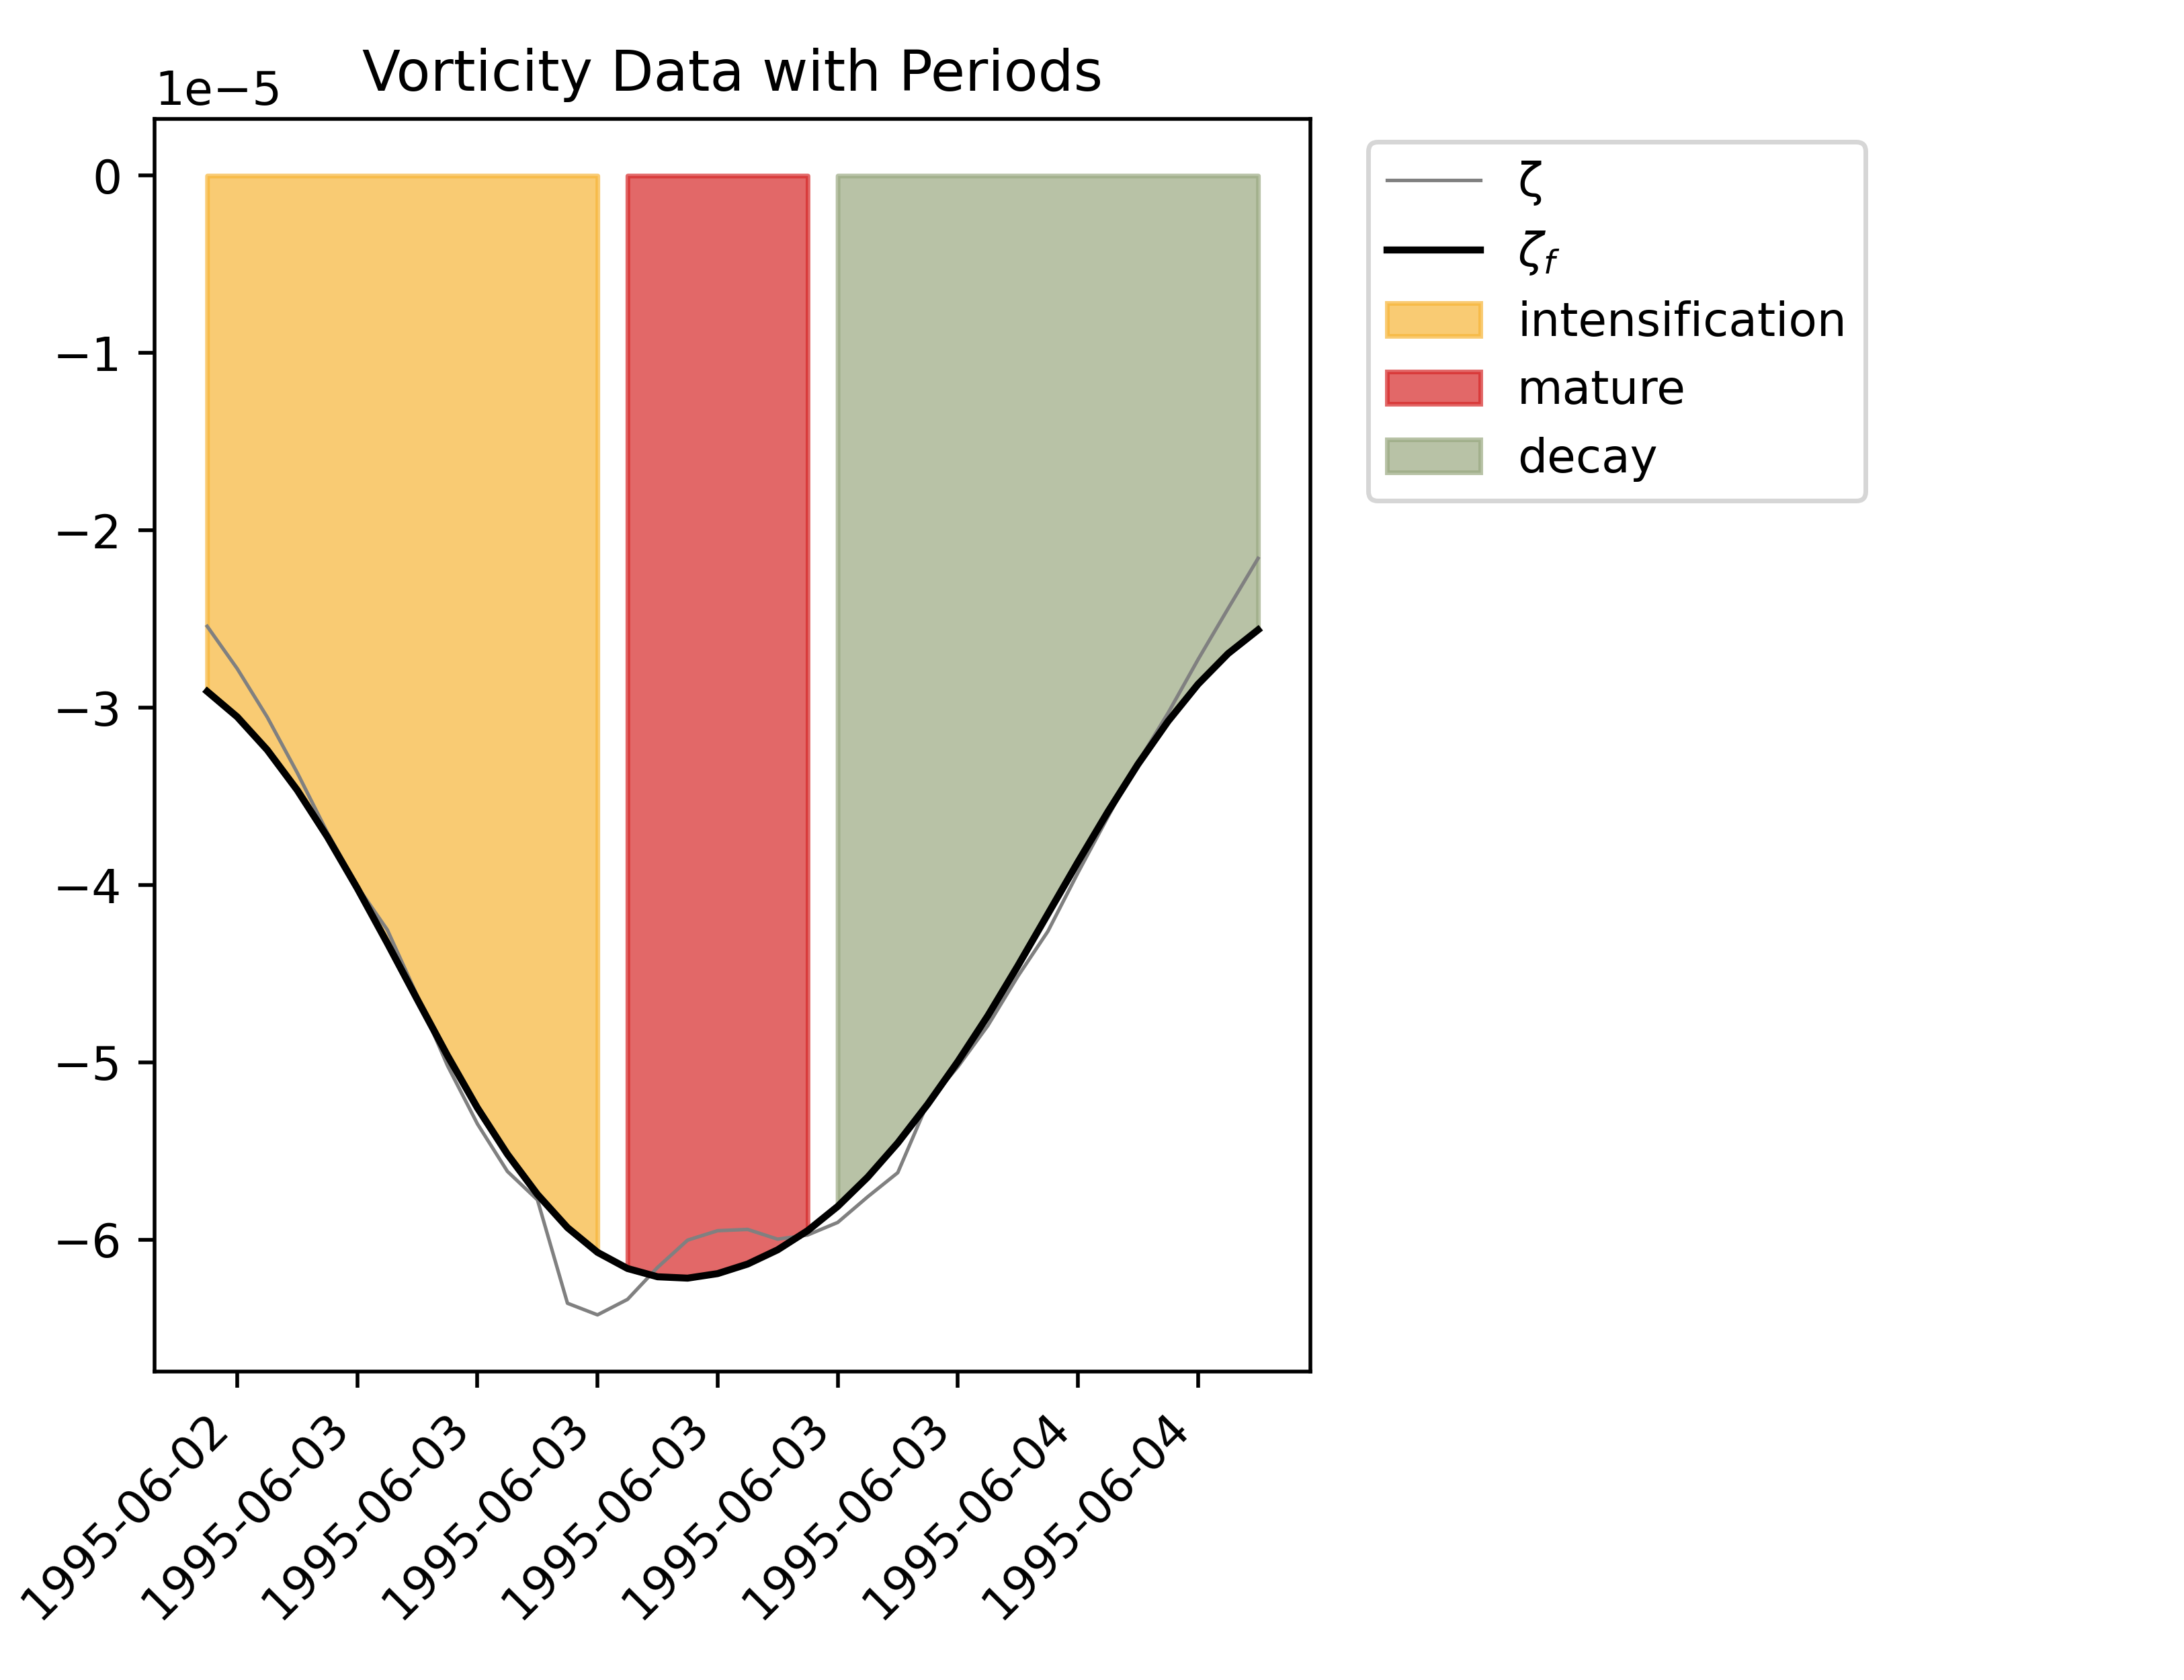 Vorticity Data with Periods
1e−5
0
−1
−2
−3
−4
−5
−6
1995-06-02
1995-06-03
1995-06-03
1995-06-03
1995-06-03
1995-06-03
1995-06-03
1995-06-04
1995-06-04
ζ
ζf
intensification
mature
decay